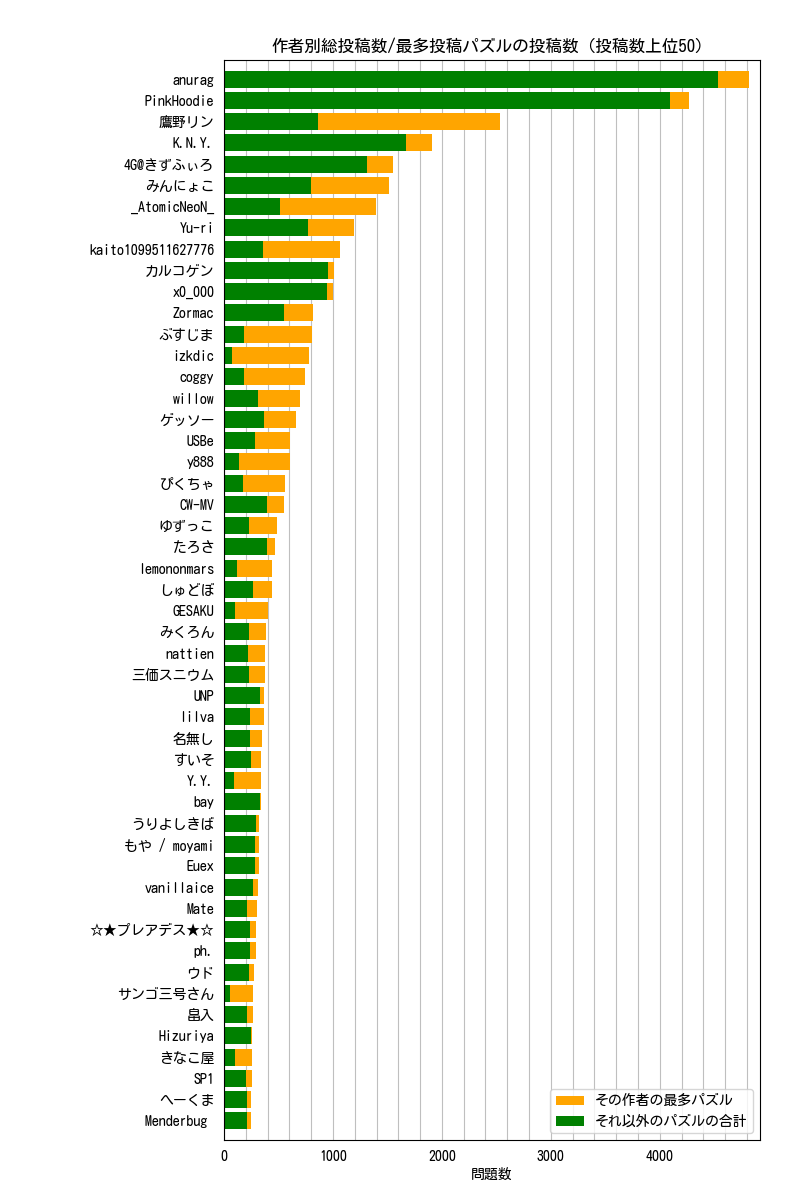 作者別総投稿数/最多投稿パズルの投稿数 (投稿数上位50)
anurag
PinkHoodie
鷹野リン
K.N.Y.
4G@きずふぃろ
みんにょこ
_AtomicNeoN_
Yu-ri
kaito1099511627776
カルコゲン
x0_000
Zormac
ぶすじま
izkdic
coggy
willow
ゲッソー
USBe
y888
ぴくちゃ
CW-MV
ゆずっこ
たろさ
lemononmars
しゅどぼ
GESAKU
みくろん
nattien
三価スニウム
UNP
lilva
名無し
すいそ
Y.Y.
bay
うりよしきば
もや / moyami
Euex
vanillaice
Mate
☆★プレアデス★☆
ph.
ウド
サンゴ三号さん
畠入
Hizuriya
きなこ屋
SP1
へーくま
Menderbug
その作者の最多パズル
それ以外のパズルの合計
0 1000 2000 3000 4000
問題数